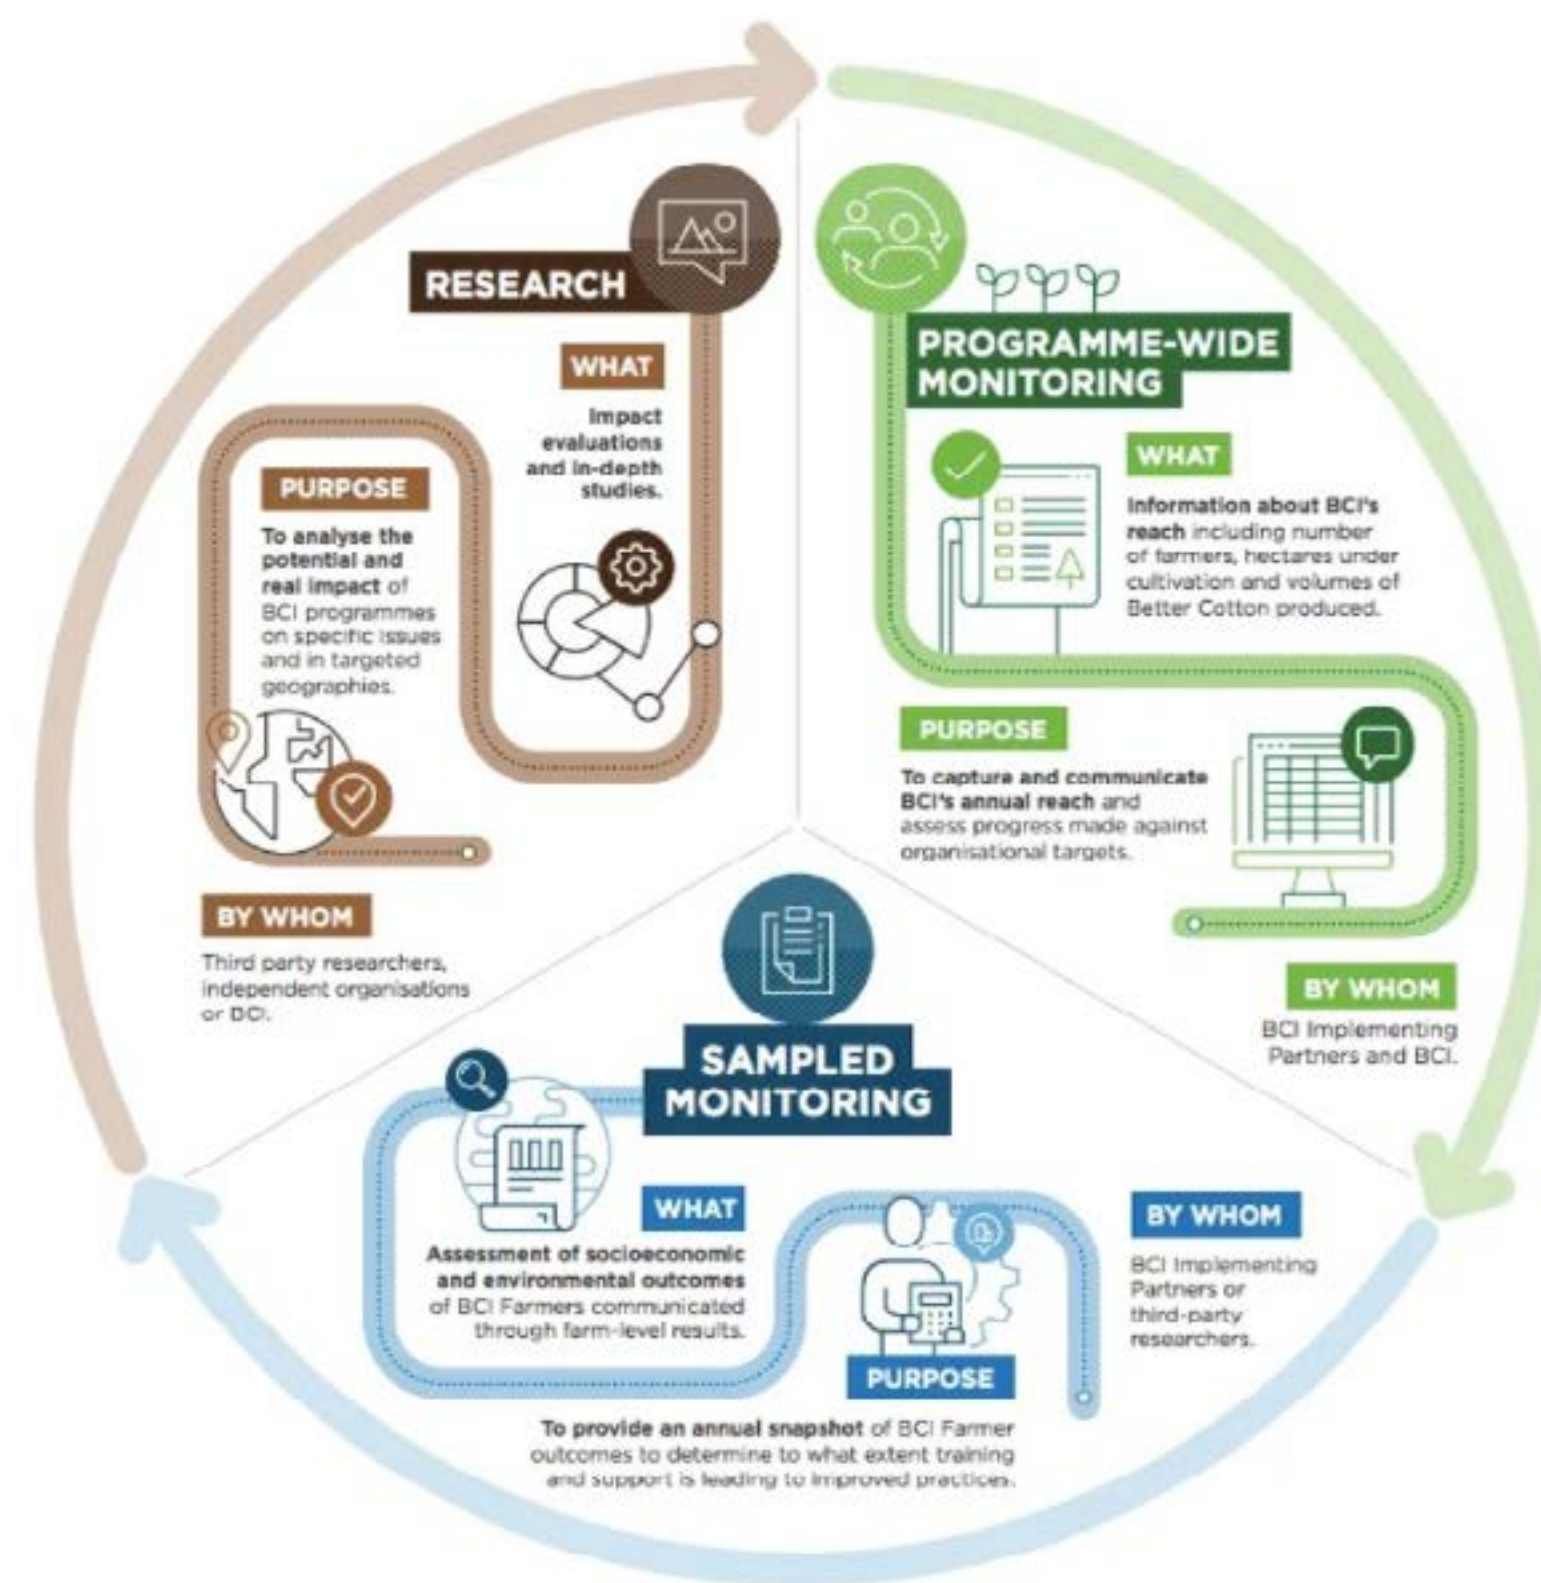 RESEARCH
WHAT
Impact
evaluations
and in-depth
studies.
PURPOSE
To analyse the
potential and
real impact of
BCI programmes
on specific issues
and in targeted
geographies.
BY WHOM
Third party researchers,
independent organisations
or BCI.
PROGRAMME-WIDE
MONITORING
WHAT
Information about BCI's
reach including number
of farmers, hectares under
cultivation and volumes of
Better Cotton produced.
PURPOSE
To capture and communicate
BCI's annual reach and
assess progress made against
organisational targets.
BY WHOM
BCI Implementing
Partners and BCI.
SAMPLED
MONITORING
WHAT
Assessment of socioeconomic
and environmental outcomes
of BCI Farmers communicated
through farm-level results.
PURPOSE
To provide an annual snapshot of BCI Farmer
outcomes to determine to what extent training
and support is leading to improved practices.
BY WHOM
BCI Implementing
Partners or
third-party
researchers.